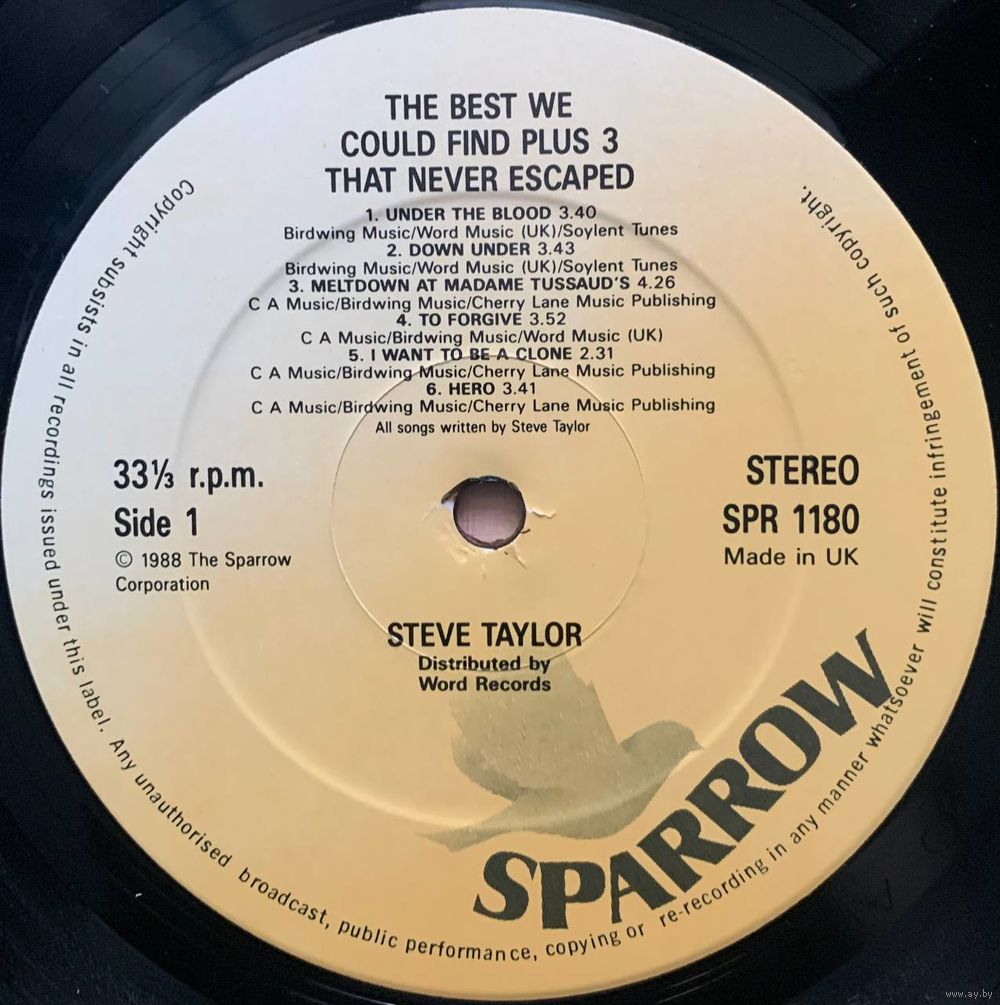 THE BEST WE
COULD FIND PLUS 3
THAT NEVER ESCAPED
1. UNDER THE BLOOD 3.40
Birdwing Music/Word Music (UK)/Soylent Tunes
2. DOWN UNDER 3.43
Birdwing Music/Word Music (UK)/Soylent Tunes
3. MELTDOWN AT MADAME TUSSAUD'S 4.26
C A Music/Birdwing Music/Cherry Lane Music Publishing
4. TO FORGIVE 3.52
C A Music/Birdwing Music/Word Music (UK)
5. I WANT TO BE A CLONE 2.31
C A Music/Birdwing Music/Cherry Lane Music Publishing
6. HERO 3.41
C A Music/Birdwing Music/Cherry Lane Music Publishing
All songs written by Steve Taylor
33⅓ r.p.m.
Side 1
© 1988 The Sparrow
Corporation
STEREO
SPR 1180
Made in UK
STEVE TAYLOR
Distributed by
Word Records
SPARROW
Copyright subsists in all recordings issued under this label. Any unauthorised broadcast, public performance, copying or re-recording in any manner whatsoever will constitute infringement of such copyright.
www.ay.by